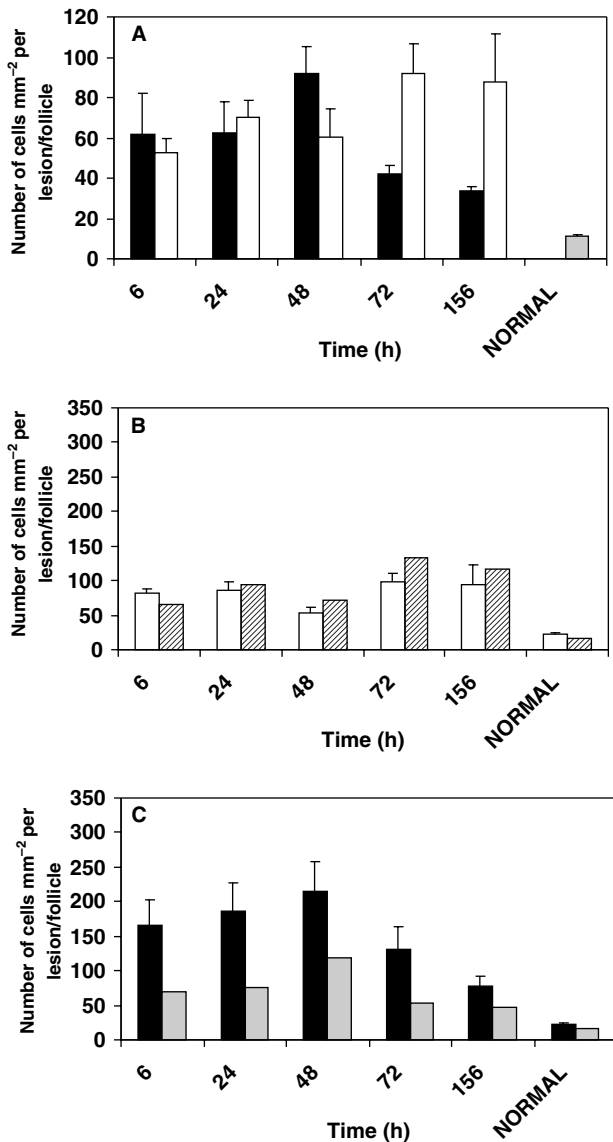 A
Number of cells mm⁻² per
lesion/follicle
120
100
80
60
40
20
0
6
24
48
72
156
NORMAL
Time (h)
B
Number of cells mm⁻² per
lesion/follicle
350
300
250
200
150
100
50
0
6
24
48
72
156
NORMAL
Time (h)
C
Number of cells mm⁻² per
lesion/follicle
350
300
250
200
150
100
50
0
6
24
48
72
156
NORMAL
Time (h)